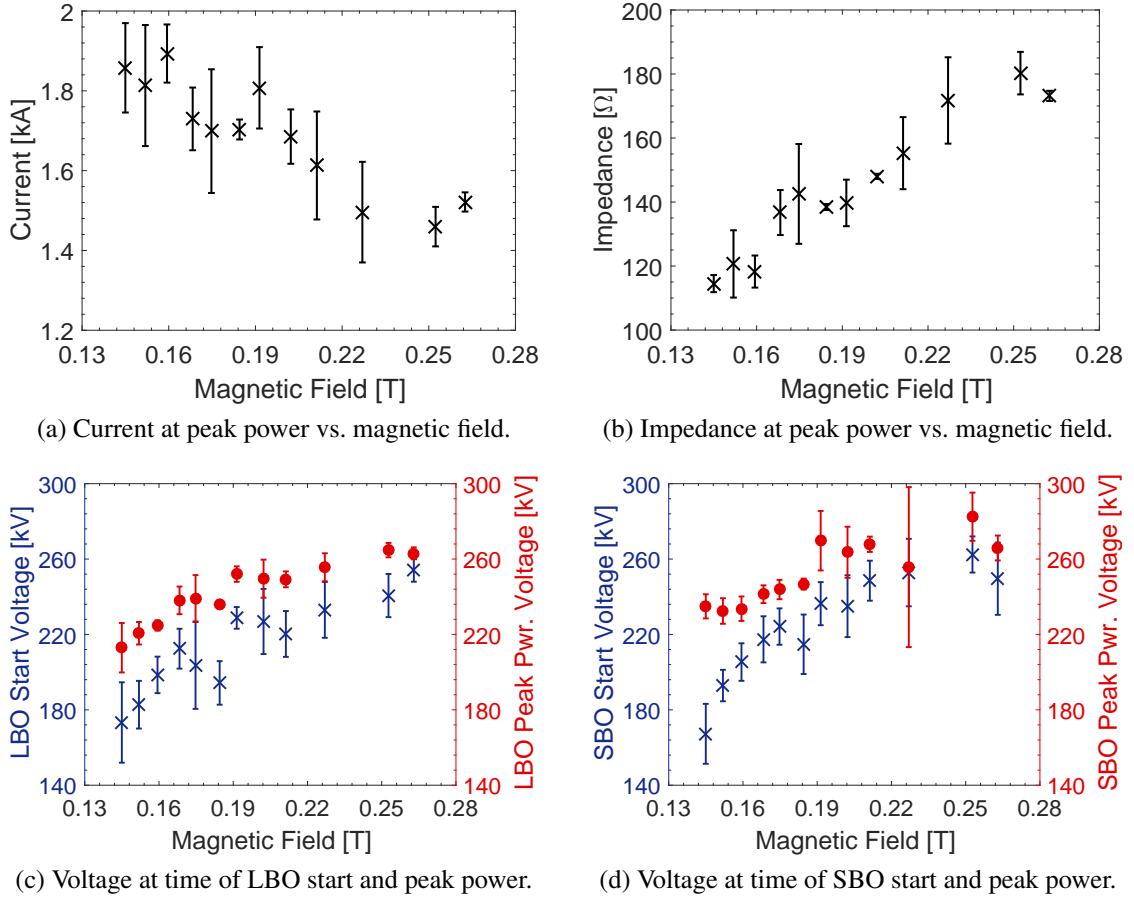 2
1.8
1.6
1.4
1.2
Current [kA]
0.13 0.16 0.19 0.22 0.25 0.28
Magnetic Field [T]
(a) Current at peak power vs. magnetic field.
200
180
160
140
120
100
Impedance [Ω]
0.13 0.16 0.19 0.22 0.25 0.28
Magnetic Field [T]
(b) Impedance at peak power vs. magnetic field.
300
260
220
180
140
LBO Start Voltage [kV]
300
260
220
180
140
LBO Peak Pwr. Voltage [kV]
0.13 0.16 0.19 0.22 0.25 0.28
Magnetic Field [T]
(c) Voltage at time of LBO start and peak power.
300
260
220
180
140
SBO Start Voltage [kV]
300
260
220
180
140
SBO Peak Pwr. Voltage [kV]
0.13 0.16 0.19 0.22 0.25 0.28
Magnetic Field [T]
(d) Voltage at time of SBO start and peak power.